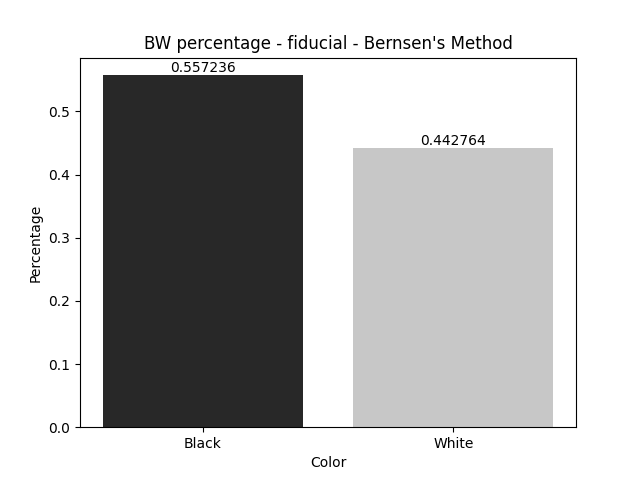 BW percentage - fiducial - Bernsen's Method
0.557236
0.442764
0.5
0.4
0.3
0.2
0.1
0.0
Percentage
Black
White
Color